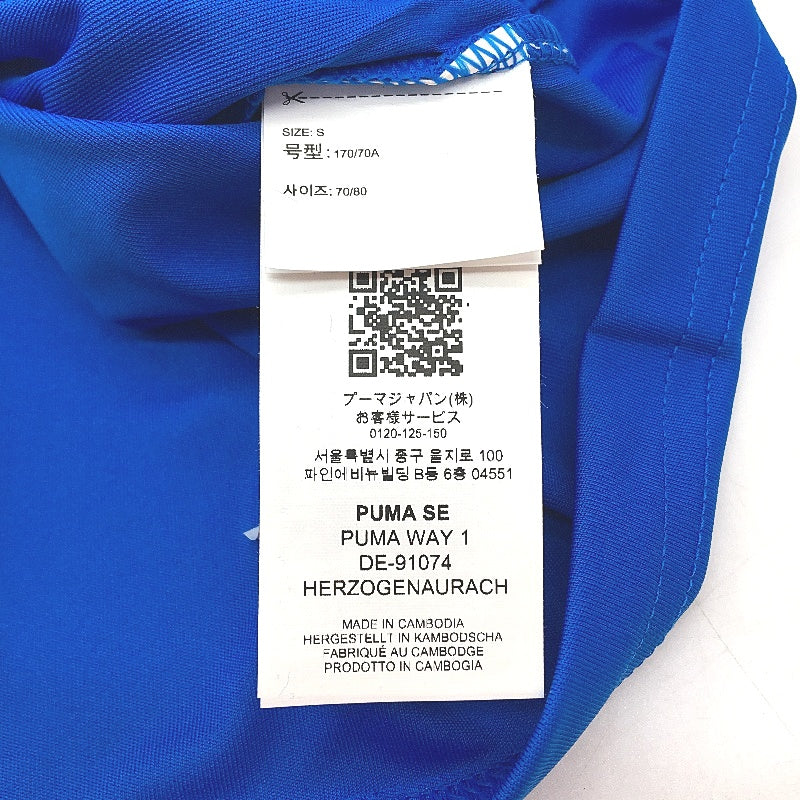 SIZE: S
号型: 170/70A
사이즈: 70/80
プーマジャパン(株)
お客様サービス
0120-125-150
서울특별시 중구 을지로 100
파인에비뉴빌딩 B동 6층 04551
PUMA SE
PUMA WAY 1
DE-91074
HERZOGENAURACH
MADE IN CAMBODIA
HERGESTELLT IN KAMBODSCHA
FABRIQUÉ AU CAMBODGE
PRODOTTO IN CAMBOGIA